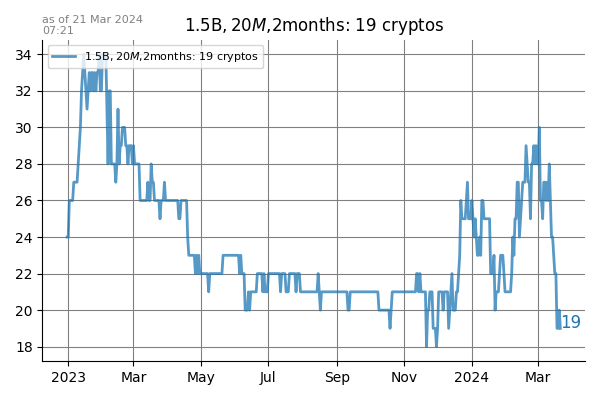 as of 21 Mar 2024
07:21
1.5B, 20M,2months: 19 cryptos
1.5B, 20M,2months: 19 cryptos
34
32
30
28
26
24
22
20
18
19
2023
Mar
May
Jul
Sep
Nov
2024
Mar